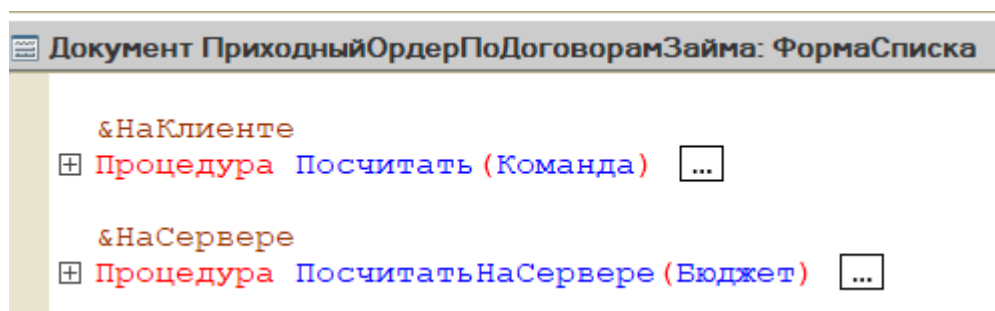 Документ ПриходныйОрдерПоДоговорамЗайма: ФормаСписка
&НаКлиенте
Процедура Посчитать(Команда) ...
&НаСервере
Процедура ПосчитатьНаСервере(Бюджет) ...